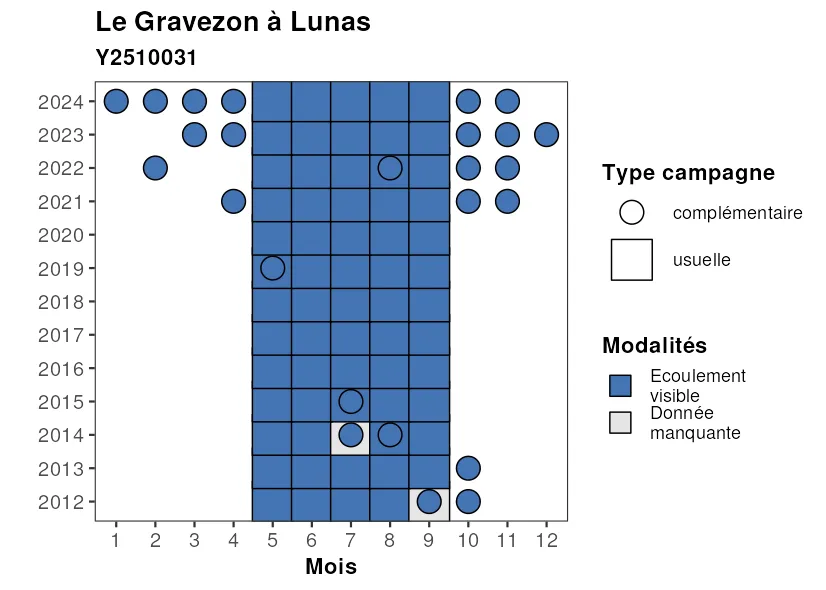 Le Gravezon à Lunas
Y2510031
2024
2023
2022
2021
2020
2019
2018
2017
2016
2015
2014
2013
2012
1 2 3 4 5 6 7 8 9 10 11 12
Mois
Type campagne
complémentaire
usuelle
Modalités
Ecoulement
visible
Donnée
manquante